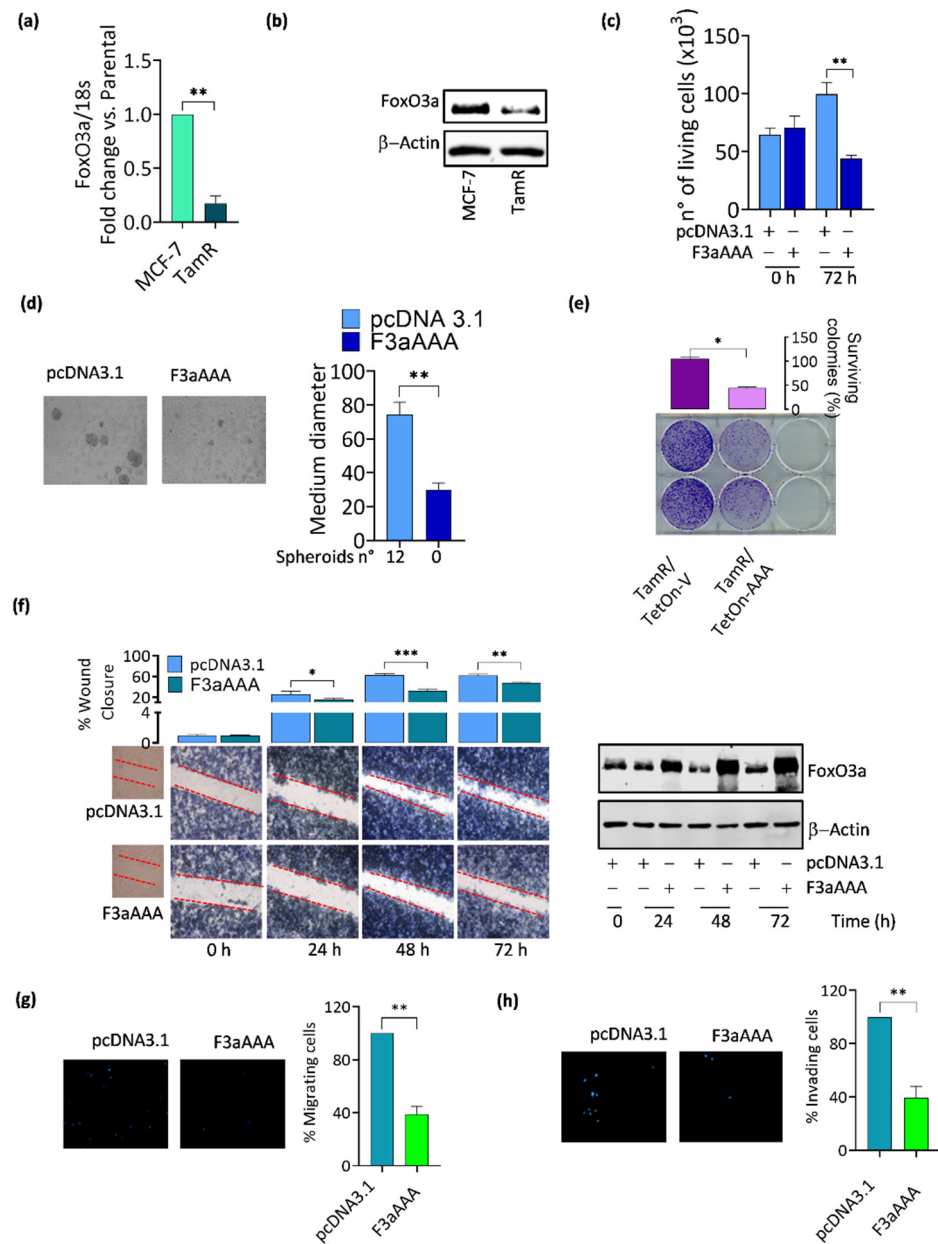 (a)
FoxO3a/18s
Fold change vs. Parental
1.5
1.0
0.5
0.0
**
MCF-7
TamR
(b)
FoxO3a
β–Actin
MCF-7
TamR
(c)
n° of living cells (x10³)
150
100
50
0
**
pcDNA3.1 + – + –
F3aAAA – + – +
0 h 72 h
(d)
pcDNA3.1 F3aAAA
pcDNA 3.1
F3aAAA
Medium diameter
100
80
60
40
20
0
**
Spheroids n° 12 0
(e)
*
Surviving
colonies (%)
150
100
50
0
TamR/
TetOn-V
TamR/
TetOn-AAA
(f)
% Wound
Closure
100
60
20
4
0
pcDNA3.1
F3aAAA
* *** **
pcDNA3.1
F3aAAA
0 h 24 h 48 h 72 h
FoxO3a
β–Actin
+ + – + – + – pcDNA3.1
– – + – + – + F3aAAA
0 24 48 72 Time (h)
(g)
pcDNA3.1 F3aAAA
% Migrating cells
120
80
40
0
**
pcDNA3.1
F3aAAA
(h)
pcDNA3.1 F3aAAA
% Invading cells
120
80
40
0
**
pcDNA3.1
F3aAAA